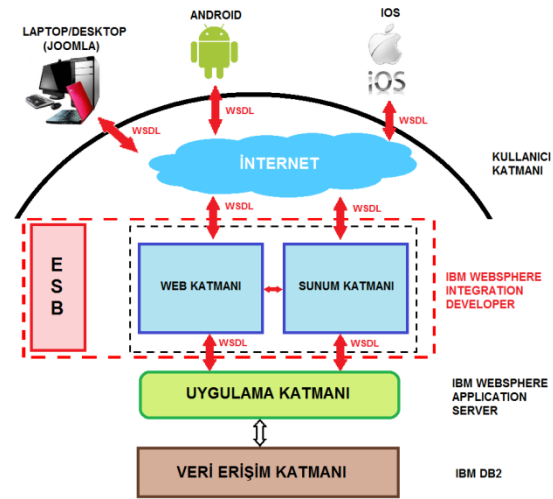 LAPTOP/DESKTOP
(JOOMLA)
ANDROID
IOS
iOS
WSDL
WSDL
WSDL
İNTERNET
KULLANICI
KATMANI
WSDL
WSDL
E
S
B
WEB KATMANI
SUNUM KATMANI
IBM WEBSPHERE
INTEGRATION
DEVELOPER
WSDL
WSDL
UYGULAMA KATMANI
IBM WEBSPHERE
APPLICATION
SERVER
VERİ ERİŞİM KATMANI
IBM DB2